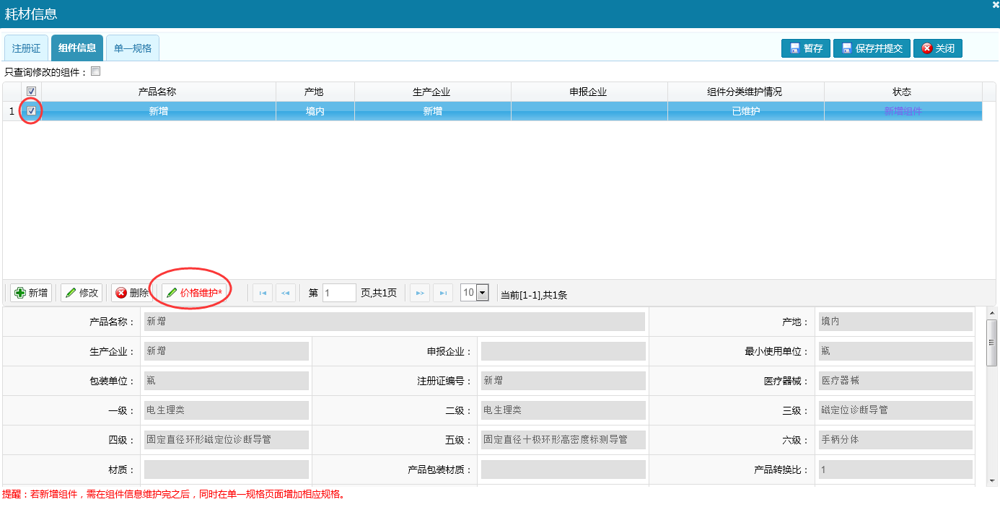 耗材信息
注册证 组件信息 单一规格 暂存 保存并提交 关闭
只查询修改的组件：
产品名称 产地 生产企业 申报企业 组件分类维护情况 状态
1 新增 境内 新增 已维护 新增组件
新增 修改 删除 价格维护* 第 1 页,共1页 10 当前[1-1],共1条
产品名称： 新增 产地： 境内
生产企业： 新增 申报企业： 最小使用单位： 瓶
包装单位： 瓶 注册证编号： 新增 医疗器械： 医疗器械
一级： 电生理类 二级： 电生理类 三级： 磁定位诊断导管
四级： 固定直径环形磁定位诊断导管 五级： 固定直径十极环形高密度标测导管 六级： 手柄分体
材质： 产品包装材质： 产品转换比： 1
提醒：若新增组件，需在组件信息维护完之后，同时在单一规格页面增加相应规格。